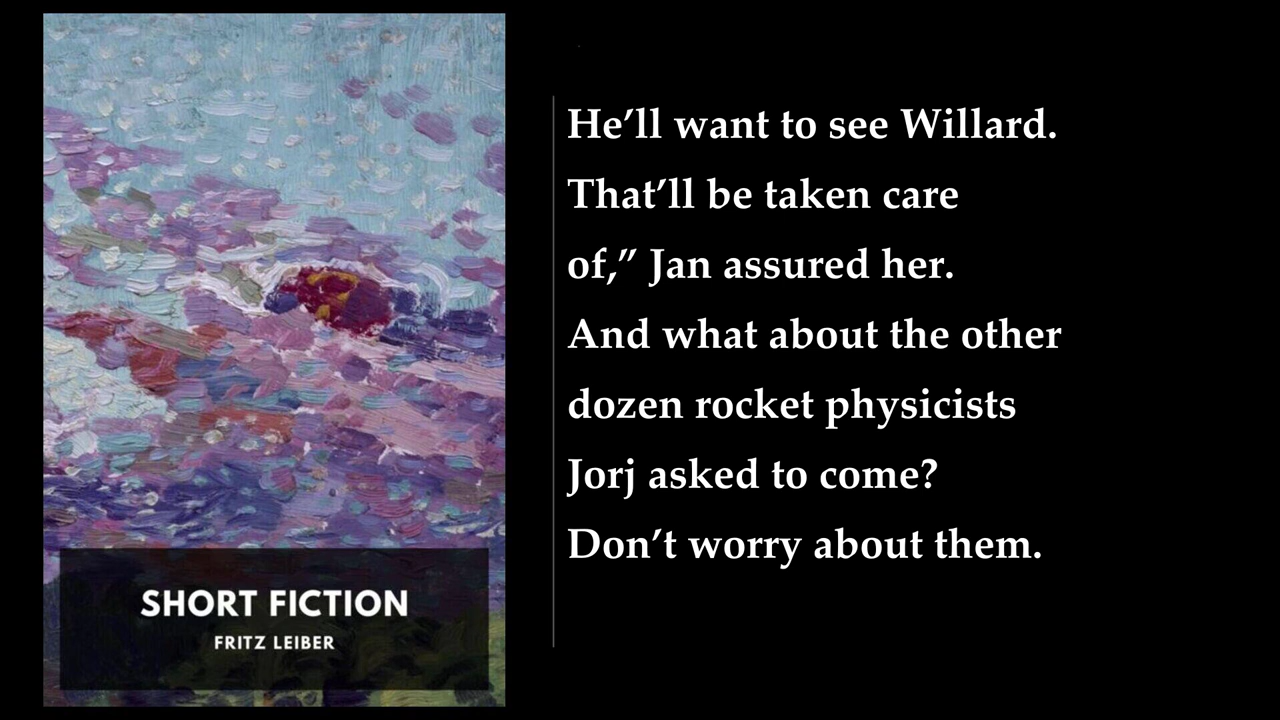 He’ll want to see Willard.
That’ll be taken care
of,” Jan assured her.
And what about the other
dozen rocket physicists
Jorj asked to come?
Don’t worry about them.
SHORT FICTION
FRITZ LEIBER